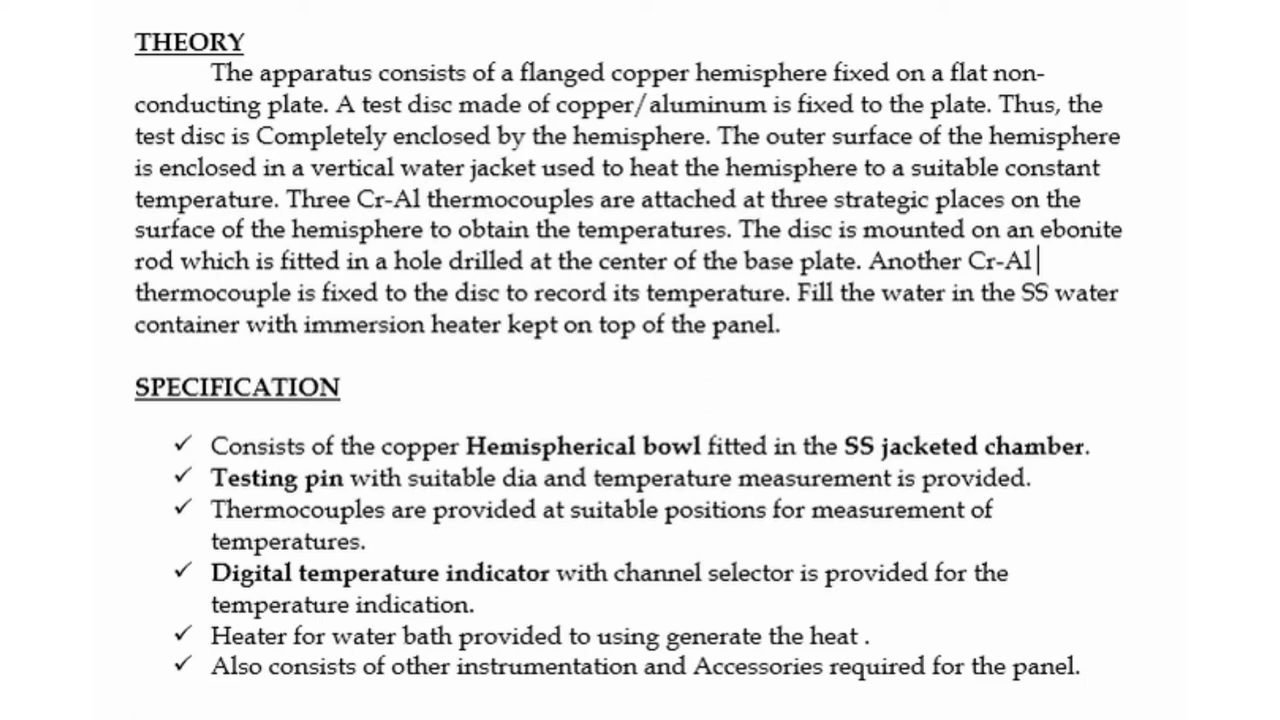 THEORY
The apparatus consists of a flanged copper hemisphere fixed on a flat non-
conducting plate. A test disc made of copper/aluminum is fixed to the plate. Thus, the
test disc is Completely enclosed by the hemisphere. The outer surface of the hemisphere
is enclosed in a vertical water jacket used to heat the hemisphere to a suitable constant
temperature. Three Cr-Al thermocouples are attached at three strategic places on the
surface of the hemisphere to obtain the temperatures. The disc is mounted on an ebonite
rod which is fitted in a hole drilled at the center of the base plate. Another Cr-Al
thermocouple is fixed to the disc to record its temperature. Fill the water in the SS water
container with immersion heater kept on top of the panel.
SPECIFICATION
✓ Consists of the copper Hemispherical bowl fitted in the SS jacketed chamber.
✓ Testing pin with suitable dia and temperature measurement is provided.
✓ Thermocouples are provided at suitable positions for measurement of
temperatures.
✓ Digital temperature indicator with channel selector is provided for the
temperature indication.
✓ Heater for water bath provided to using generate the heat .
✓ Also consists of other instrumentation and Accessories required for the panel.